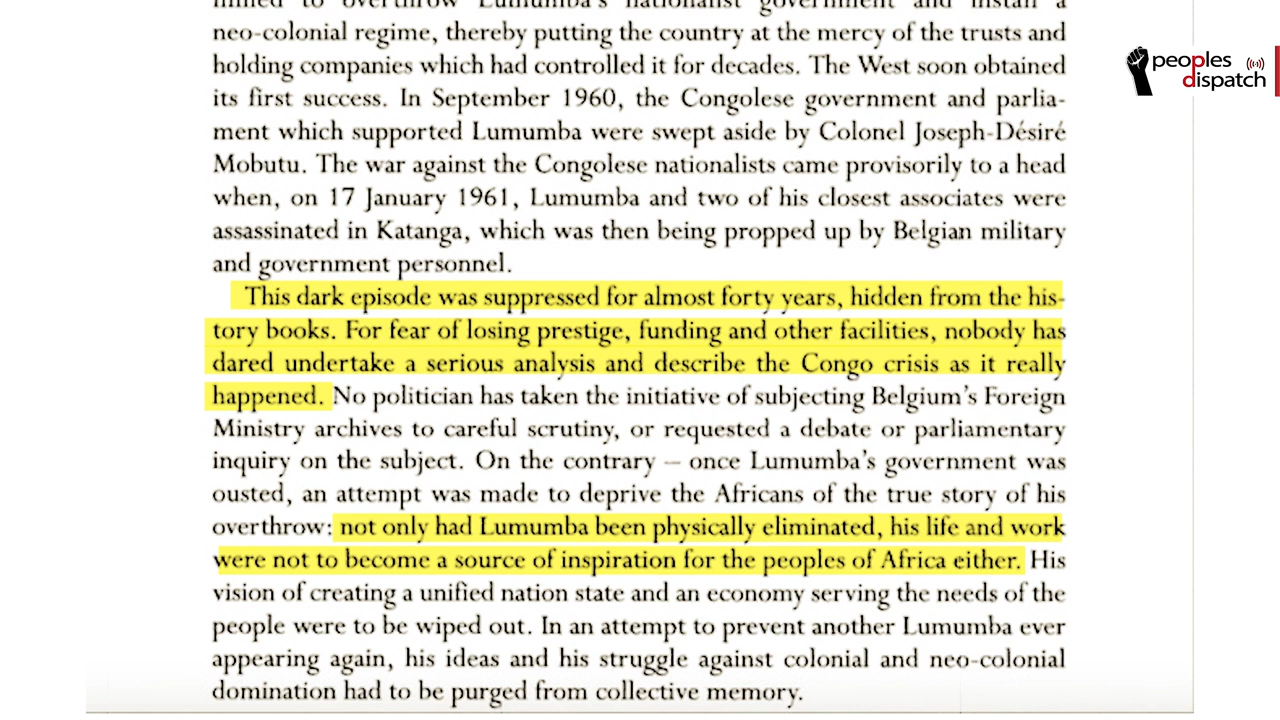 to overthrow Lumumba's nationalist government and install a
neo-colonial regime, thereby putting the country at the mercy of the trusts and
holding companies which had controlled it for decades. The West soon obtained
its first success. In September 1960, the Congolese government and parlia-
ment which supported Lumumba were swept aside by Colonel Joseph-Désiré
Mobutu. The war against the Congolese nationalists came provisorily to a head
when, on 17 January 1961, Lumumba and two of his closest associates were
assassinated in Katanga, which was then being propped up by Belgian military
and government personnel.
This dark episode was suppressed for almost forty years, hidden from the his-
tory books. For fear of losing prestige, funding and other facilities, nobody has
dared undertake a serious analysis and describe the Congo crisis as it really
happened. No politician has taken the initiative of subjecting Belgium's Foreign
Ministry archives to careful scrutiny, or requested a debate or parliamentary
inquiry on the subject. On the contrary – once Lumumba's government was
ousted, an attempt was made to deprive the Africans of the true story of his
overthrow: not only had Lumumba been physically eliminated, his life and work
were not to become a source of inspiration for the peoples of Africa either. His
vision of creating a unified nation state and an economy serving the needs of the
people were to be wiped out. In an attempt to prevent another Lumumba ever
appearing again, his ideas and his struggle against colonial and neo-colonial
domination had to be purged from collective memory.
peoples
dispatch